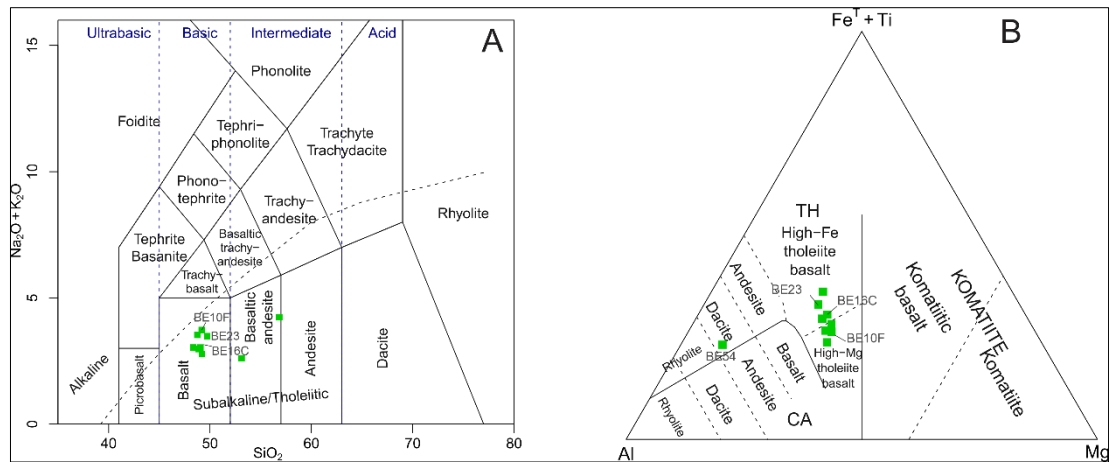 Ultrabasic
Basic
Intermediate
Acid
A
15
10
5
0
Na₂O + K₂O
Phonolite
Foidite
Tephri−
phonolite
Trachyte
Trachydacite
Phono−
tephrite
Trachy−
andesite
Rhyolite
Tephrite
Basanite
Basaltic
trachy−
andesite
Trachy−
basalt
BE10F
BE23
BE16C
Basaltic
andesite
Andesite
Dacite
Alkaline
Picrobasalt
Basalt
Subalkaline/Tholeiitic
40
50
60
70
80
SiO₂
Feᵀ + Ti
B
TH
High−Fe
tholeiite
basalt
BE23
BE16C
BE10F
High−Mg
tholeiite
basalt
Andesite
Dacite
BE54
Rhyolite
Basalt
Andesite
Dacite
Rhyolite
CA
Komatiitic
basalt
KOMATIITE
Komatiite
Al
Mg